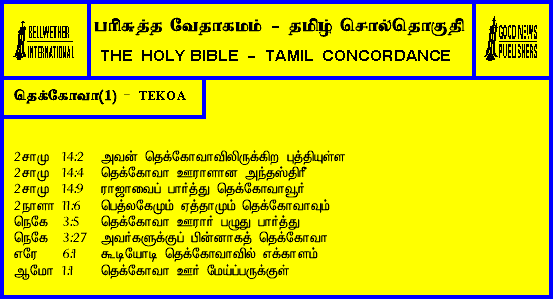 BELLWETHER
INTERNATIONAL
பரிசுத்த வேதாகமம் - தமிழ் சொல்தொகுதி
THE HOLY BIBLE - TAMIL CONCORDANCE
GOOD NEWS
PUBLISHERS
தெக்கோவா(1) - TEKOA
2சாமு 14:2 அவன் தெக்கோவாவிலிருக்கிற புத்தியுள்ள
2சாமு 14:4 தெக்கோவா ஊராளான அந்தஸ்திரீ
2சாமு 14:9 ராஜாவைப் பார்த்து தெக்கோவாவூர்
2நாளா 11:6 பெத்லகேமும் ஏத்தாமும் தெக்கோவாவும்
நெகே 3:5 தெக்கோவா ஊரார் பழுது பார்த்து
நெகே 3:27 அவர்களுக்குப் பின்னாகத் தெக்கோவா
எரே 6:1 கூடியோடி தெக்கோவாவில் எக்காளம்
ஆமோ 1:1 தெக்கோவா ஊர் மேய்ப்பருக்குள்